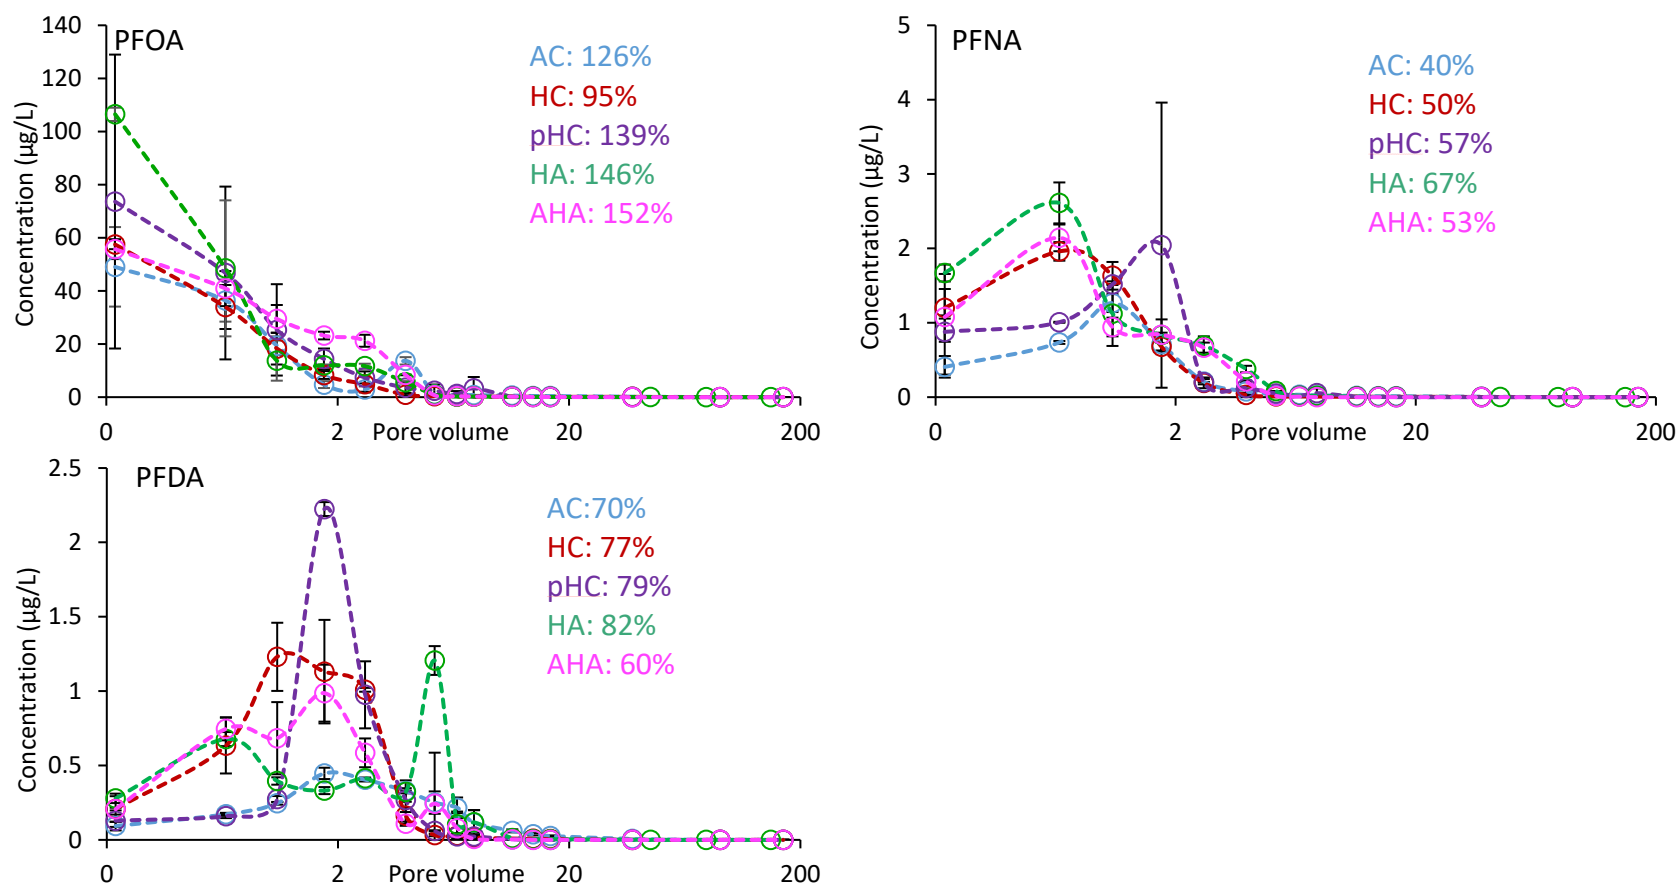 PFOA
Concentration (µg/L)
140
120
100
80
60
40
20
0
AC: 126%
HC: 95%
pHC: 139%
HA: 146%
AHA: 152%
0
2
Pore volume
20
200
PFNA
Concentration (µg/L)
5
4
3
2
1
0
AC: 40%
HC: 50%
pHC: 57%
HA: 67%
AHA: 53%
0
2
Pore volume
20
200
PFDA
Concentration (µg/L)
2.5
2
1.5
1
0.5
0
AC:70%
HC: 77%
pHC: 79%
HA: 82%
AHA: 60%
0
2
Pore volume
20
200